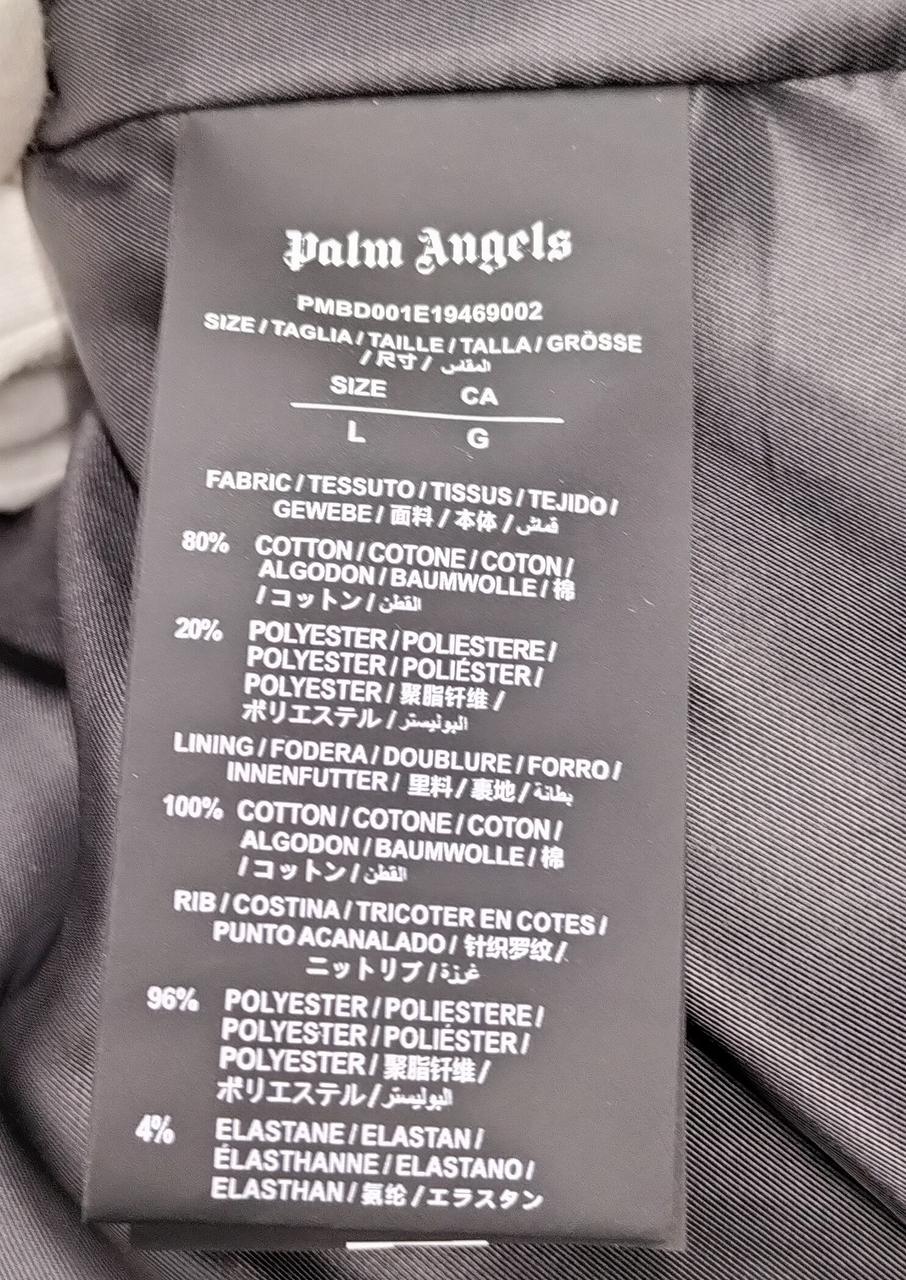 Palm Angels
PMBD001E19469002
SIZE / TAGLIA / TAILLE / TALLA / GRÖSSE
/ 尺寸 / المقاس
SIZE CA
L G
FABRIC / TESSUTO / TISSUS / TEJIDO /
GEWEBE / 面料 / 本体 / قماش
80% COTTON / COTONE / COTON /
ALGODON / BAUMWOLLE / 棉
/ コットン / القطن
20% POLYESTER / POLIESTERE /
POLYESTER / POLIÉSTER /
POLYESTER / 聚脂钎维 /
ポリエステル / البوليستر
LINING / FODERA / DOUBLURE / FORRO /
INNENFUTTER / 里料 / 裏地 / بطانة
100% COTTON / COTONE / COTON /
ALGODON / BAUMWOLLE / 棉
/ コットン / القطن
RIB / COSTINA / TRICOTER EN COTES /
PUNTO ACANALADO / 针织罗纹 /
ニットリブ / غرزة
96% POLYESTER / POLIESTERE /
POLYESTER / POLIÉSTER /
POLYESTER / 聚脂钎维 /
ポリエステル / البوليستر
4% ELASTANE / ELASTAN /
ÉLASTHANNE / ELASTANO /
ELASTHAN / 氨纶 / エラスタン